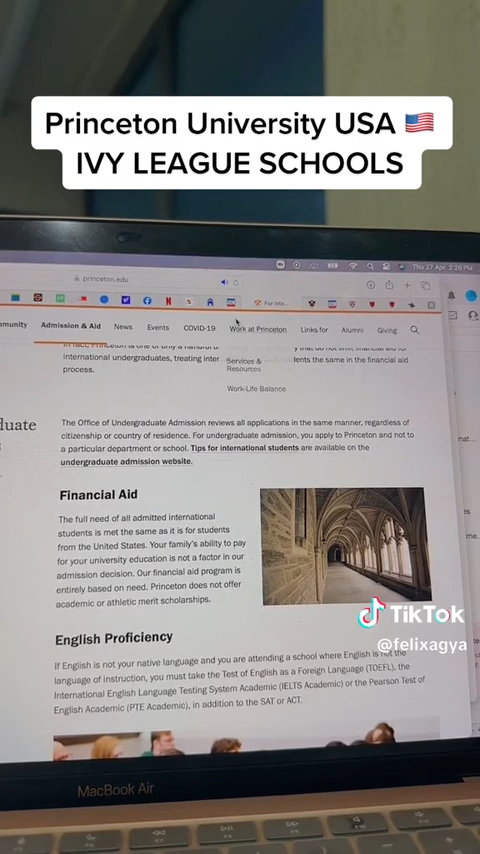 Princeton University USA 🇺🇸
IVY LEAGUE SCHOOLS
Thu 27 Apr 2:26 PM
princeton.edu
For inte...
mmunity Admission & Aid News Events COVID-19 Work at Princeton Links for Alumni Giving
international undergraduates, treating inter
lents the same in the financial aid
process.
Services &
Resources
Work-Life Balance
duate
The Office of Undergraduate Admission reviews all applications in the same manner, regardless of
citizenship or country of residence. For undergraduate admission, you apply to Princeton and not to
a particular department or school. Tips for international students are available on the
undergraduate admission website.
Financial Aid
The full need of all admitted international
students is met the same as it is for students
from the United States. Your family's ability to pay
for your university education is not a factor in our
admission decision. Our financial aid program is
entirely based on need. Princeton does not offer
academic or athletic merit scholarships.
English Proficiency
If English is not your native language and you are attending a school where English is not the
language of instruction, you must take the Test of English as a Foreign Language (TOEFL), the
International English Language Testing System Academic (IELTS Academic) or the Pearson Test of
English Academic (PTE Academic), in addition to the SAT or ACT.
TikTok
@felixagya
MacBook Air